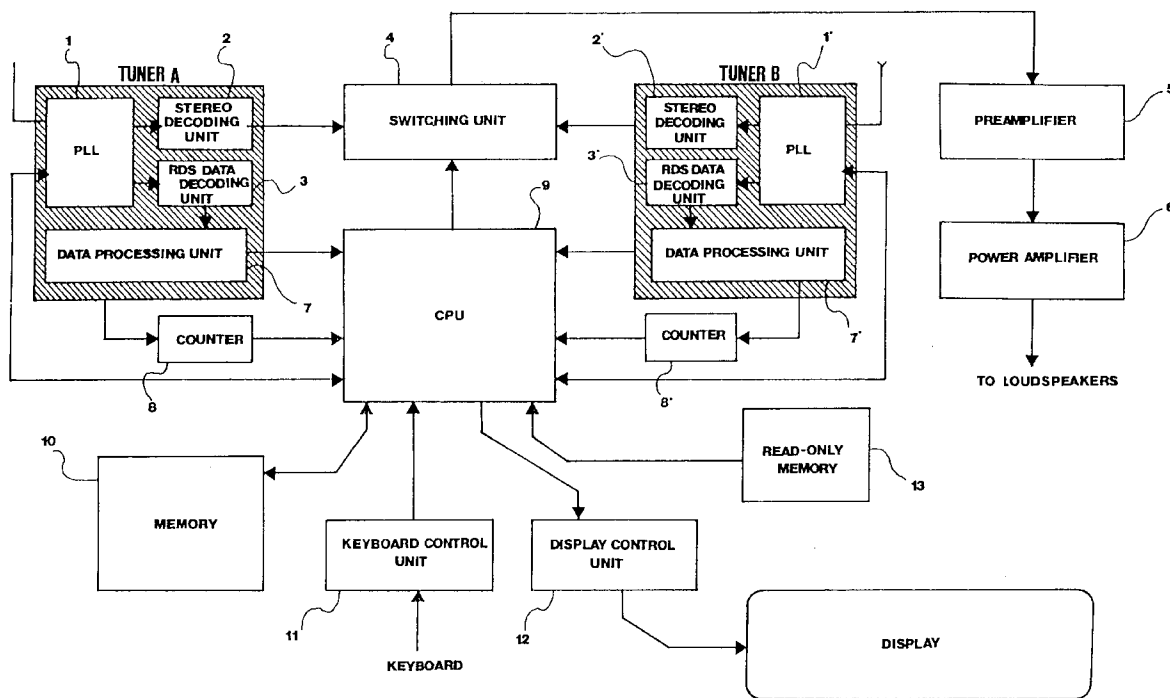 1
2
4
2'
1'
TUNER A
TUNER B
5
PLL
STEREO
DECODING
UNIT
SWITCHING UNIT
STEREO
DECODING
UNIT
PLL
PREAMPLIFIER
RDS DATA
DECODING
UNIT
3
9
3'
RDS DATA
DECODING
UNIT
6
DATA PROCESSING UNIT
DATA PROCESSING UNIT
POWER AMPLIFIER
7
CPU
7'
COUNTER
COUNTER
8
8'
TO LOUDSPEAKERS
10
MEMORY
READ-ONLY
MEMORY
13
KEYBOARD CONTROL
UNIT
DISPLAY CONTROL
UNIT
11
12
KEYBOARD
DISPLAY